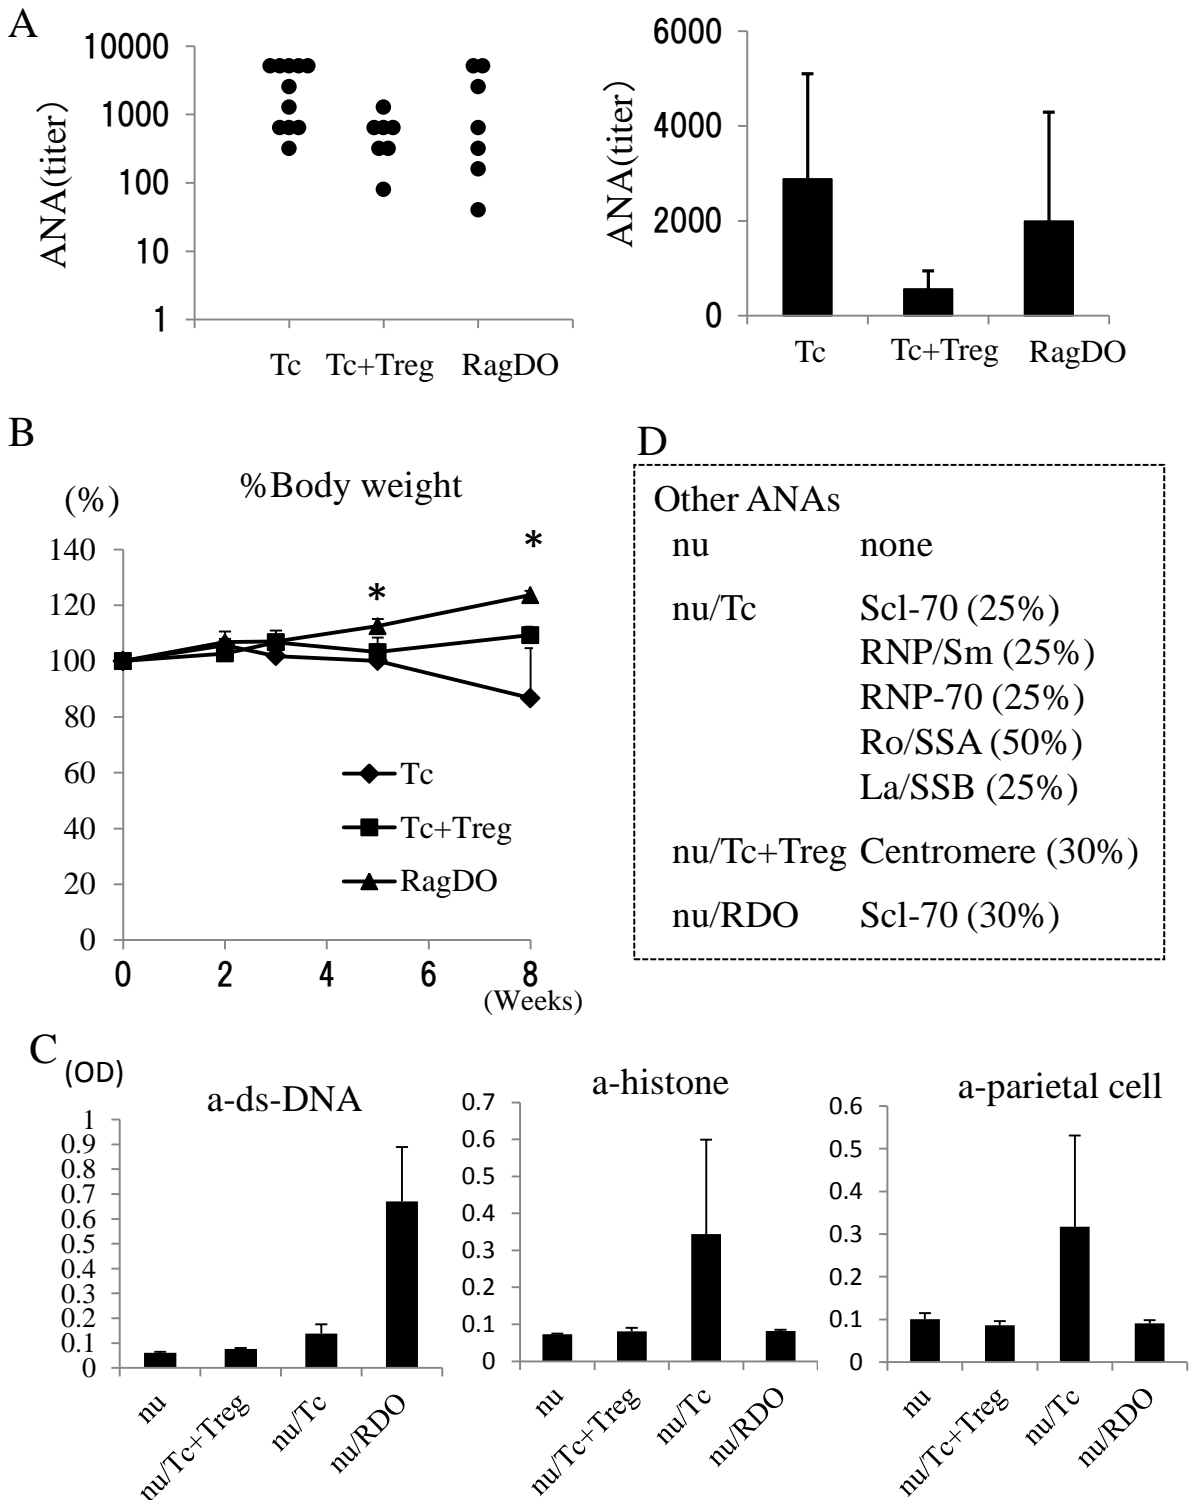 A
10000
1000
100
10
1
ANA(titer)
Tc Tc+Treg RagDO
6000
4000
2000
0
ANA(titer)
Tc Tc+Treg RagDO
B
%Body weight
(%)
140
120
100
80
60
40
20
0
* *
Tc
Tc+Treg
RagDO
0 2 4 6 8
(Weeks)
D
Other ANAs
nu none
nu/Tc Scl-70 (25%)
RNP/Sm (25%)
RNP-70 (25%)
Ro/SSA (50%)
La/SSB (25%)
nu/Tc+Treg Centromere (30%)
nu/RDO Scl-70 (30%)
C
(OD)
a-ds-DNA
1
0.9
0.8
0.7
0.6
0.5
0.4
0.3
0.2
0.1
0
nu nu/Tc+Treg nu/Tc nu/RDO
a-histone
0.7
0.6
0.5
0.4
0.3
0.2
0.1
0
nu nu/Tc+Treg nu/Tc nu/RDO
a-parietal cell
0.6
0.5
0.4
0.3
0.2
0.1
0
nu nu/Tc+Treg nu/Tc nu/RDO